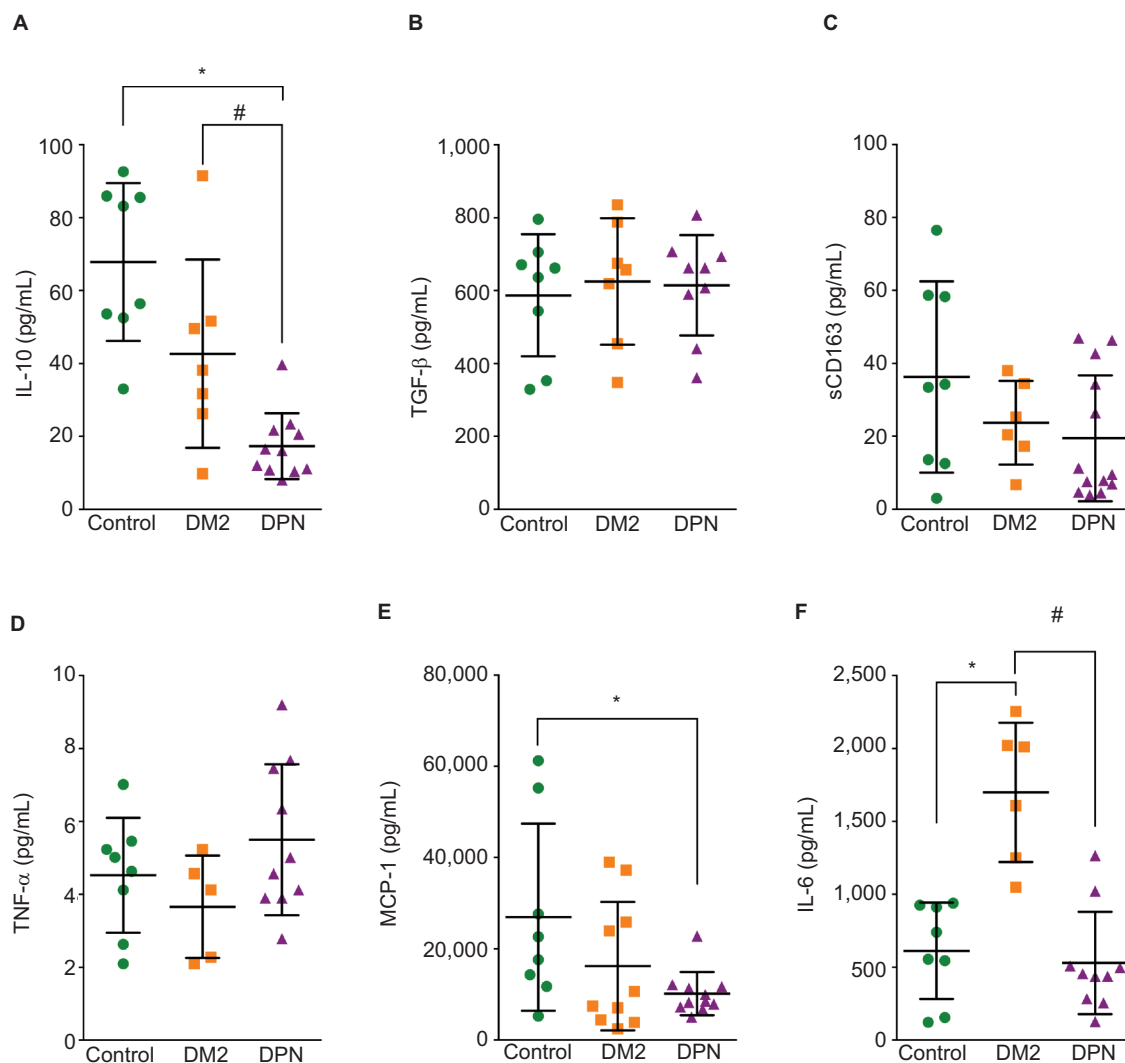 A
*
#
100
80
60
40
20
0
IL-10 (pg/mL)
Control DM2 DPN
B
1,000
800
600
400
200
0
TGF-β (pg/mL)
Control DM2 DPN
C
100
80
60
40
20
0
sCD163 (pg/mL)
Control DM2 DPN
D
10
8
6
4
2
0
TNF-α (pg/mL)
Control DM2 DPN
E
*
80,000
60,000
40,000
20,000
0
MCP-1 (pg/mL)
Control DM2 DPN
F
#
*
2,500
2,000
1,500
1,000
500
0
IL-6 (pg/mL)
Control DM2 DPN